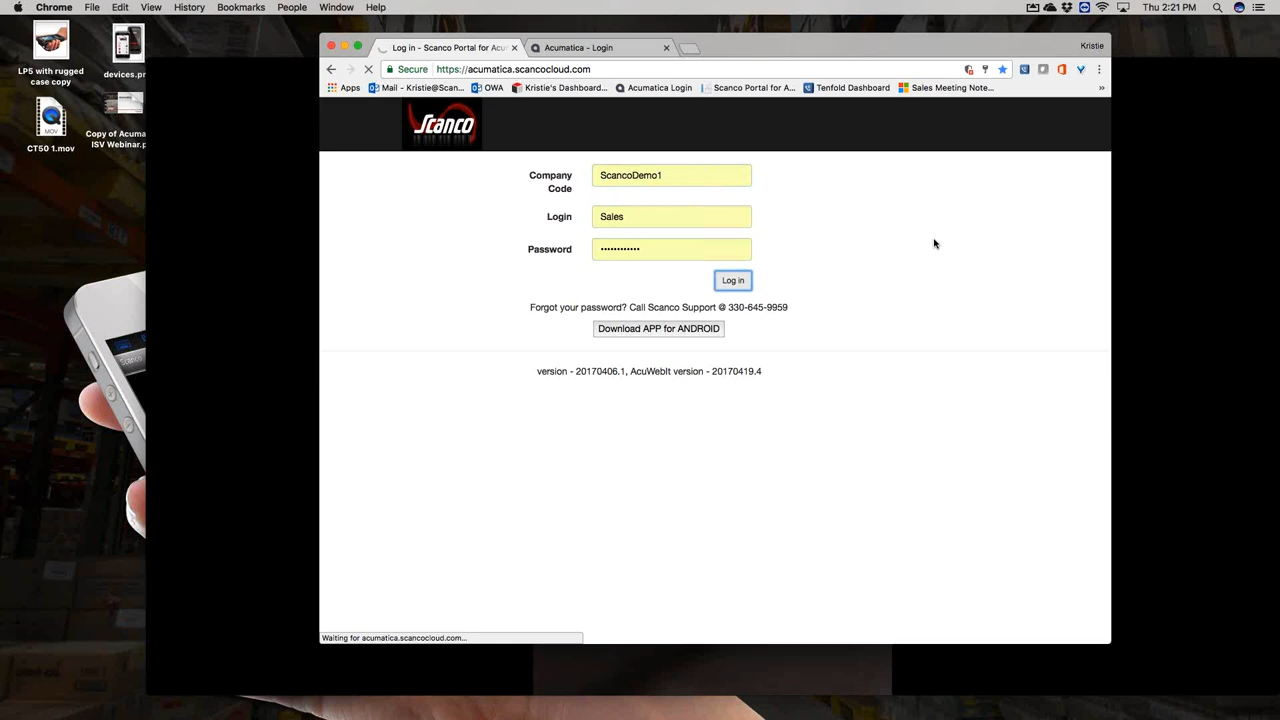 Chrome File Edit View History Bookmarks People Window Help Thu 2:21 PM
LP5 with rugged
case copy
devices.pn
CT50 1.mov
MOV
Copy of Acuma
ISV Webinar.p
Log in - Scanco Portal for Acu Acumatica - Login Kristie
Secure https://acumatica.scancocloud.com
Apps Mail - Kristie@Scan... OWA Kristie's Dashboard... Acumatica Login Scanco Portal for A... Tenfold Dashboard Sales Meeting Note... »
Scanco
Company
Code ScancoDemo1
Login Sales
Password ••••••••••••
Log in
Forgot your password? Call Scanco Support @ 330-645-9959
Download APP for ANDROID
version - 20170406.1, AcuWebIt version - 20170419.4
Waiting for acumatica.scancocloud.com...
Scanco